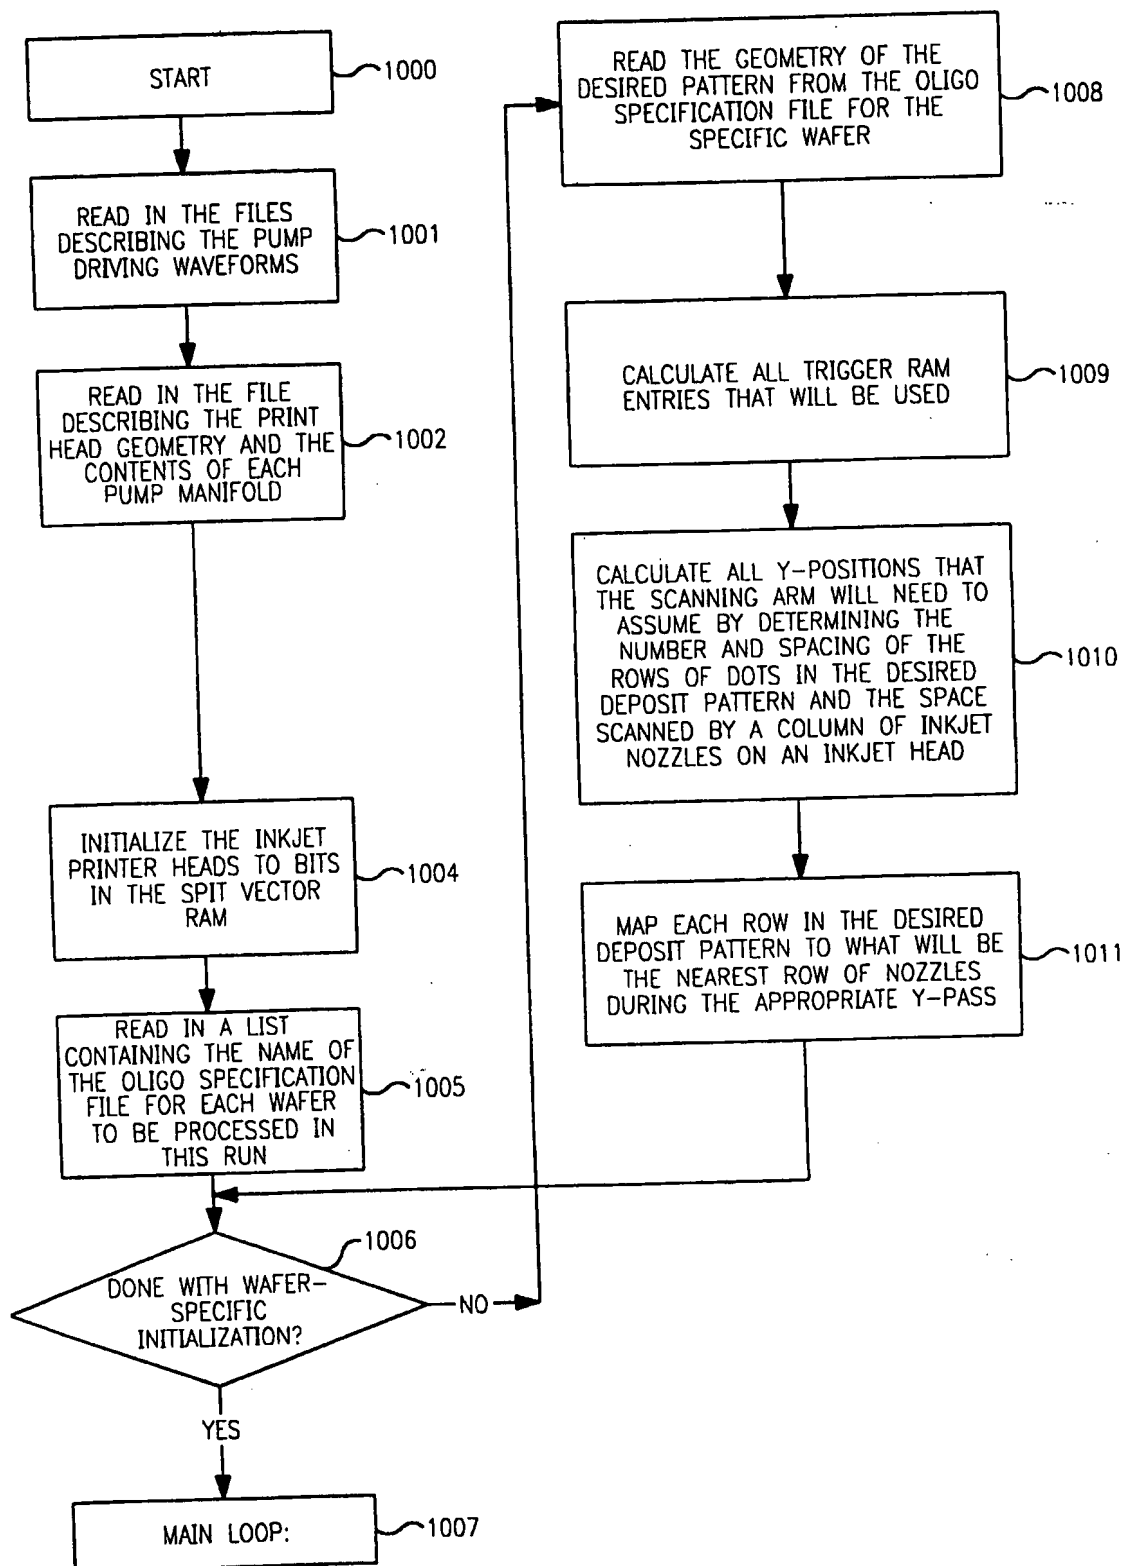 START
1000
READ IN THE FILES
DESCRIBING THE PUMP
DRIVING WAVEFORMS
1001
READ IN THE FILE
DESCRIBING THE PRINT
HEAD GEOMETRY AND THE
CONTENTS OF EACH
PUMP MANIFOLD
1002
INITIALIZE THE INKJET
PRINTER HEADS TO BITS
IN THE SPIT VECTOR
RAM
1004
READ IN A LIST
CONTAINING THE NAME OF
THE OLIGO SPECIFICATION
FILE FOR EACH WAFER
TO BE PROCESSED IN
THIS RUN
1005
1006
DONE WITH WAFER-
SPECIFIC
INITIALIZATION?
NO
YES
MAIN LOOP:
1007
READ THE GEOMETRY OF THE
DESIRED PATTERN FROM THE OLIGO
SPECIFICATION FILE FOR THE
SPECIFIC WAFER
1008
CALCULATE ALL TRIGGER RAM
ENTRIES THAT WILL BE USED
1009
CALCULATE ALL Y-POSITIONS THAT
THE SCANNING ARM WILL NEED TO
ASSUME BY DETERMINING THE
NUMBER AND SPACING OF THE
ROWS OF DOTS IN THE DESIRED
DEPOSIT PATTERN AND THE SPACE
SCANNED BY A COLUMN OF INKJET
NOZZLES ON AN INKJET HEAD
1010
MAP EACH ROW IN THE DESIRED
DEPOSIT PATTERN TO WHAT WILL BE
THE NEAREST ROW OF NOZZLES
DURING THE APPROPRIATE Y-PASS
1011